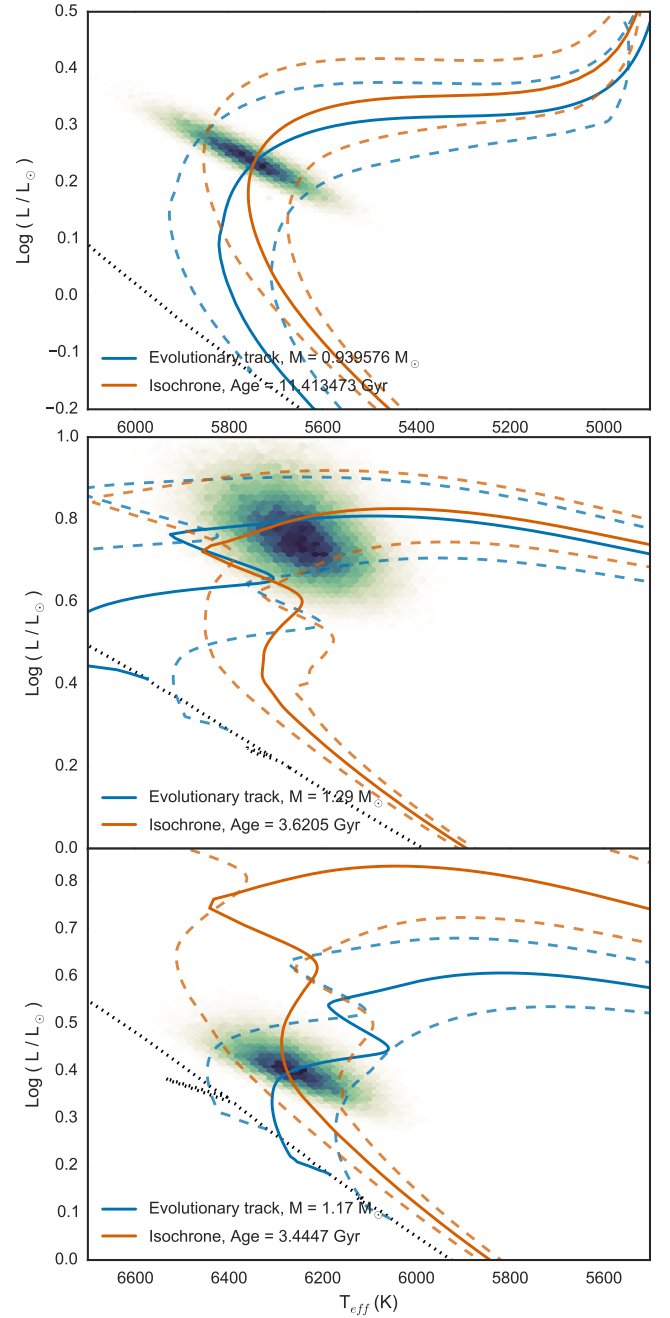 0.5
0.4
0.3
0.2
0.1
0.0
−0.1
−0.2
Log ( L / L☉ )
Evolutionary track, M = 0.939576 M☉
Isochrone, Age = 11.413473 Gyr
6000 5800 5600 5400 5200 5000
1.0
0.8
0.6
0.4
0.2
0.0
Log ( L / L☉ )
Evolutionary track, M = 1.29 M☉
Isochrone, Age = 3.6205 Gyr
0.8
0.7
0.6
0.5
0.4
0.3
0.2
0.1
0.0
Log ( L / L☉ )
Evolutionary track, M = 1.17 M☉
Isochrone, Age = 3.4447 Gyr
6600 6400 6200 6000 5800 5600
Teff (K)